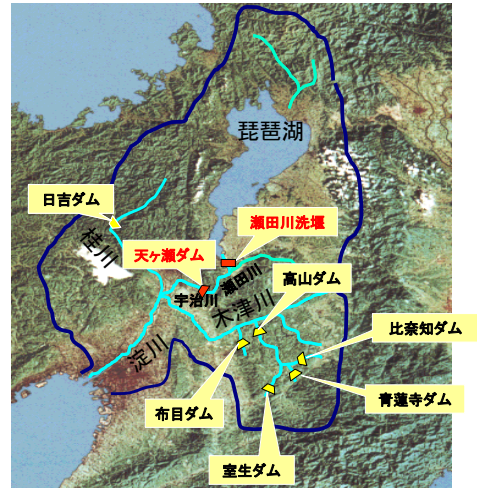 琵琶湖
日吉ダム
瀬田川洗堰
桂川
天ヶ瀬ダム
瀬田川
高山ダム
宇治川
木津川
比奈知ダム
淀川
青蓮寺ダム
布目ダム
室生ダム